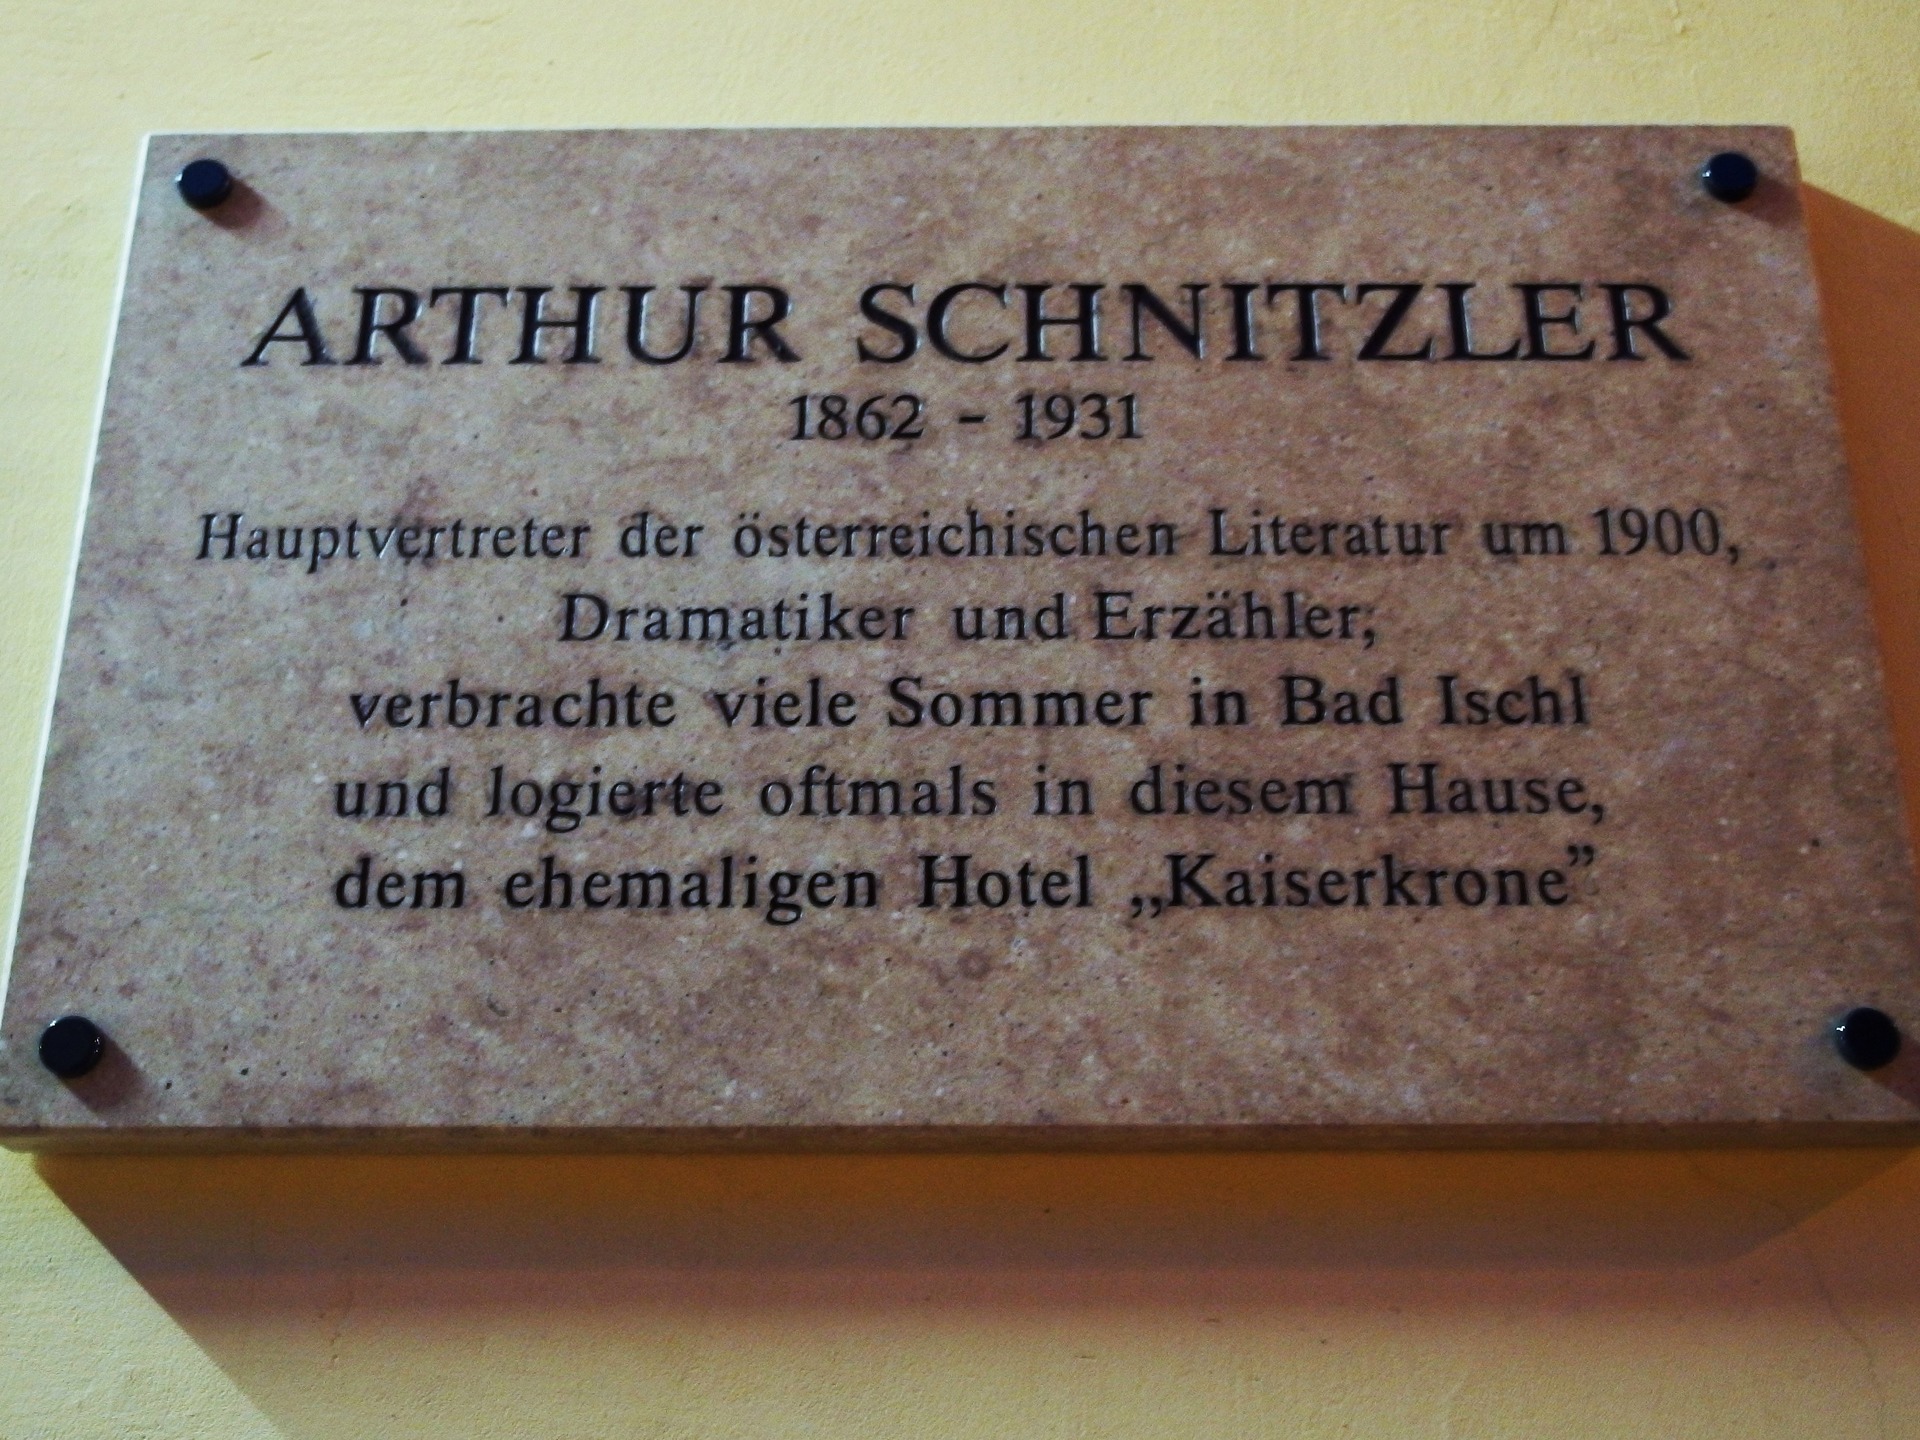 ARTHUR SCHNITZLER
1862 - 1931
Hauptvertreter der österreichischen Literatur um 1900,
Dramatiker und Erzähler;
verbrachte viele Sommer in Bad Ischl
und logierte oftmals in diesem Hause,
dem ehemaligen Hotel „Kaiserkrone”